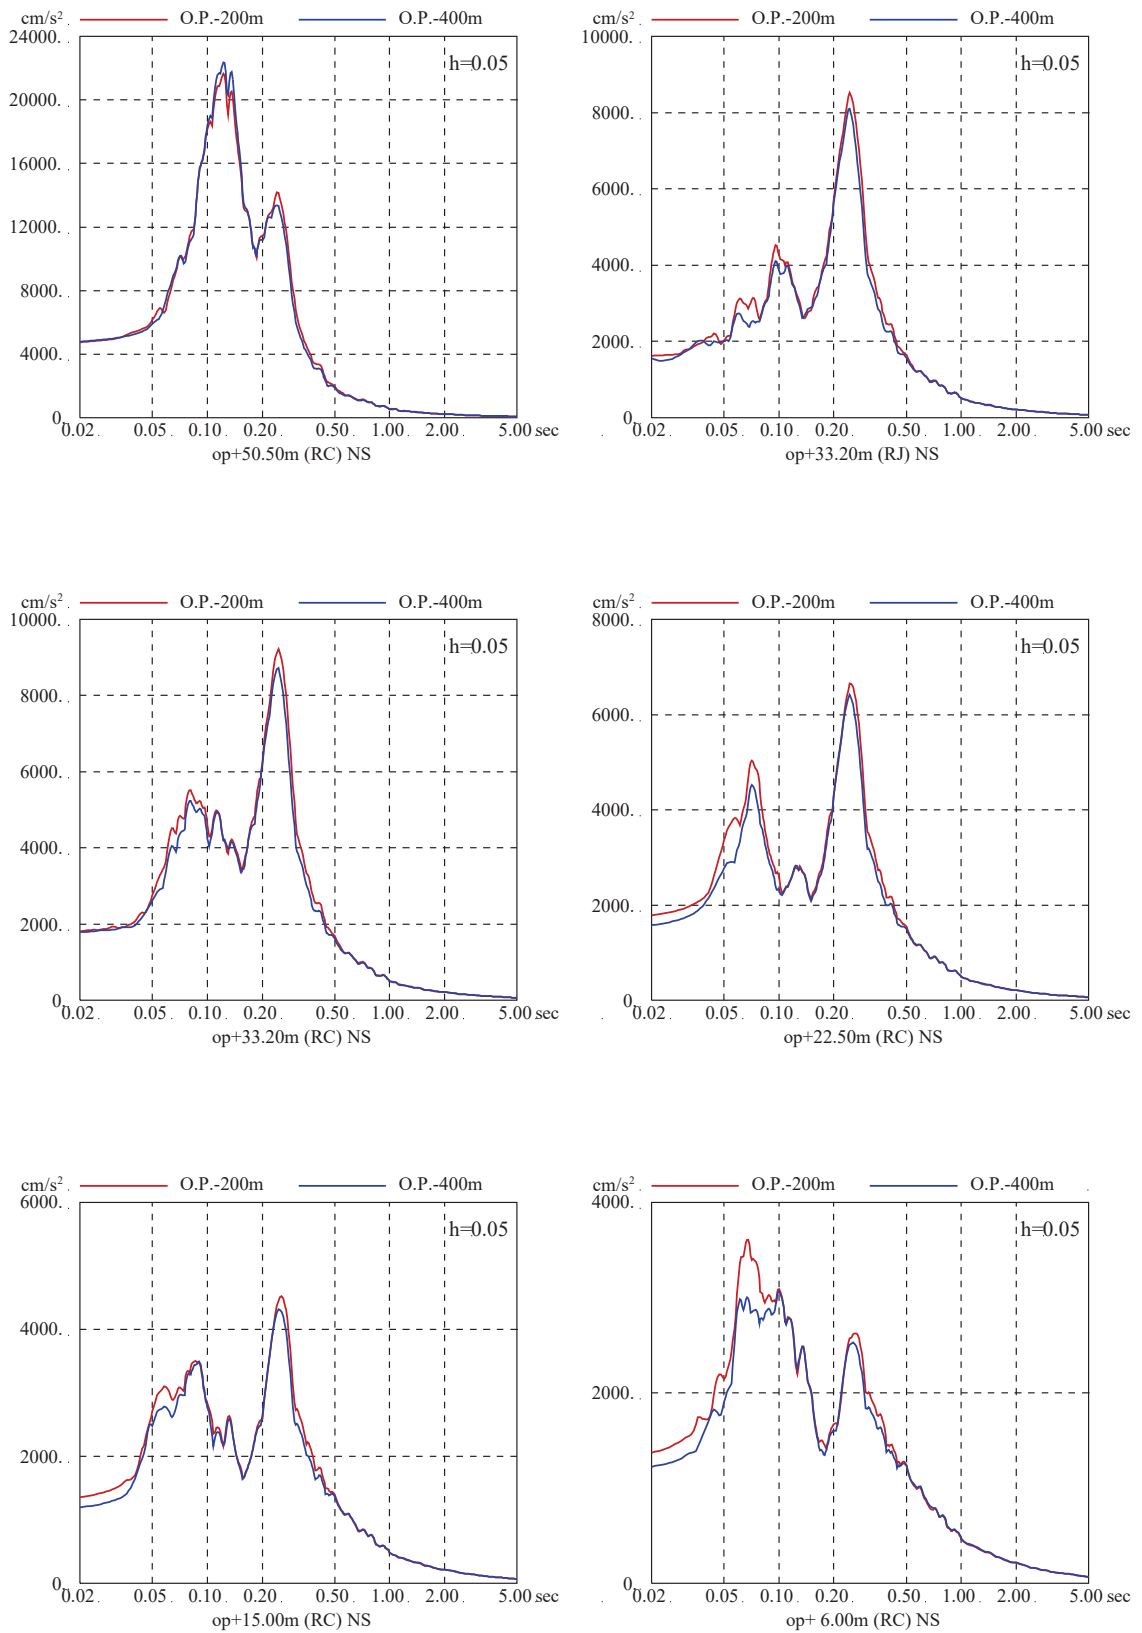 cm/s² O.P.-200m O.P.-400m
24000.
h=0.05
20000.
16000.
12000.
8000.
4000.
0.
0.02 0.05 0.10 0.20 0.50 1.00 2.00 5.00 sec
op+50.50m (RC) NS
cm/s² O.P.-200m O.P.-400m
10000.
h=0.05
8000.
6000.
4000.
2000.
0.
0.02 0.05 0.10 0.20 0.50 1.00 2.00 5.00 sec
op+33.20m (RJ) NS
cm/s² O.P.-200m O.P.-400m
10000.
h=0.05
8000.
6000.
4000.
2000.
0.
0.02 0.05 0.10 0.20 0.50 1.00 2.00 5.00 sec
op+33.20m (RC) NS
cm/s² O.P.-200m O.P.-400m
8000.
h=0.05
6000.
4000.
2000.
0.
0.02 0.05 0.10 0.20 0.50 1.00 2.00 5.00 sec
op+22.50m (RC) NS
cm/s² O.P.-200m O.P.-400m
6000.
h=0.05
4000.
2000.
0.
0.02 0.05 0.10 0.20 0.50 1.00 2.00 5.00 sec
op+15.00m (RC) NS
cm/s² O.P.-200m O.P.-400m
4000.
h=0.05
2000.
0.
0.02 0.05 0.10 0.20 0.50 1.00 2.00 5.00 sec
op+ 6.00m (RC) NS